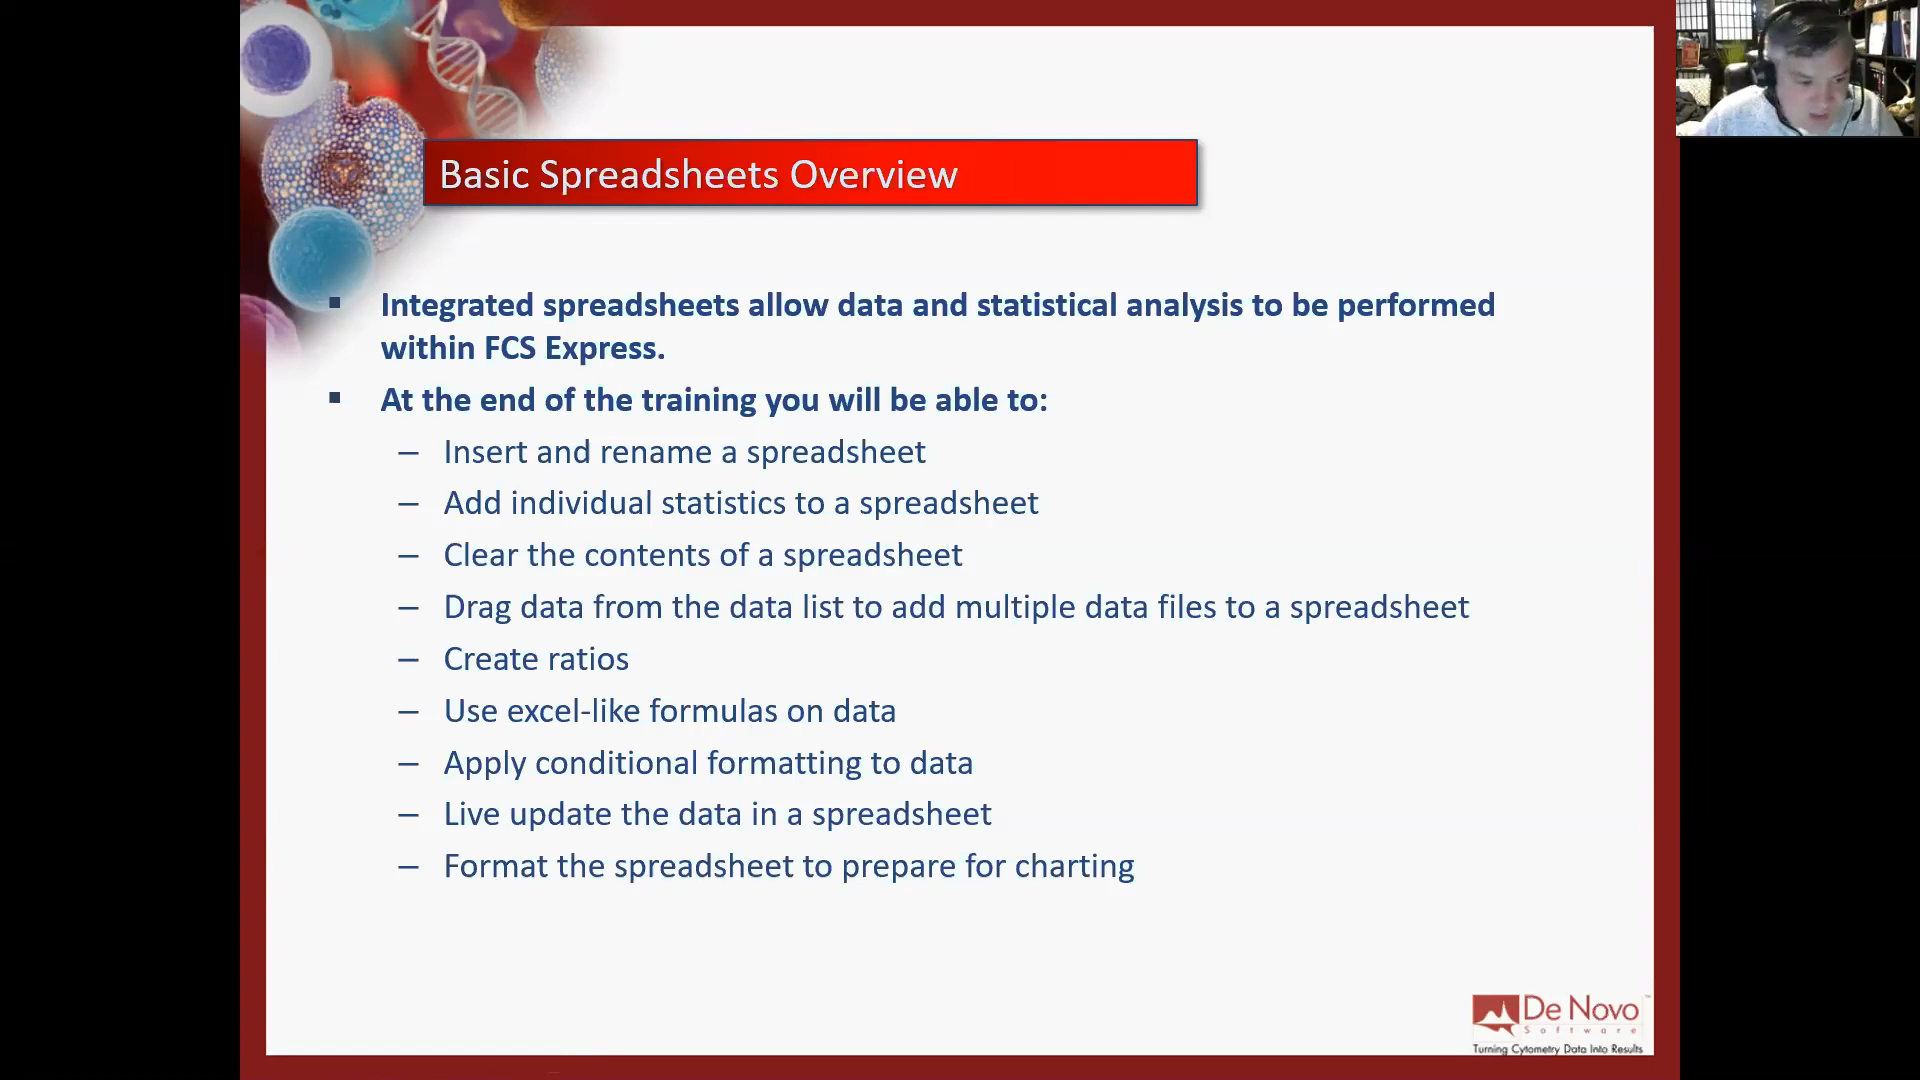 Basic Spreadsheets Overview
▪ Integrated spreadsheets allow data and statistical analysis to be performed
within FCS Express.
▪ At the end of the training you will be able to:
– Insert and rename a spreadsheet
– Add individual statistics to a spreadsheet
– Clear the contents of a spreadsheet
– Drag data from the data list to add multiple data files to a spreadsheet
– Create ratios
– Use excel-like formulas on data
– Apply conditional formatting to data
– Live update the data in a spreadsheet
– Format the spreadsheet to prepare for charting
De Novo™
Software
Turning Cytometry Data Into Results